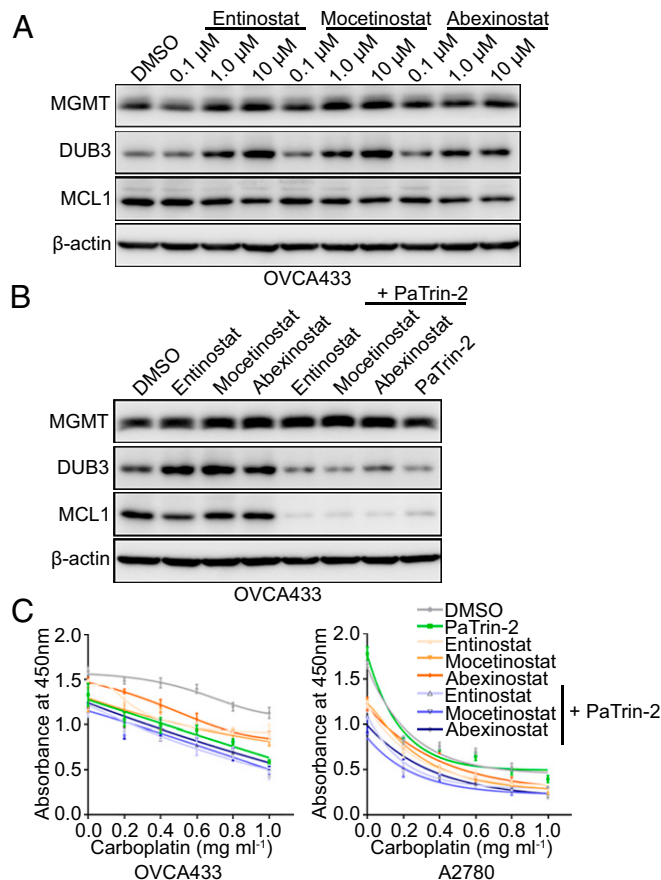 A
Entinostat Mocetinostat Abexinostat
DMSO 0.1 µM 1.0 µM 10 µM 0.1 µM 1.0 µM 10 µM 0.1 µM 1.0 µM 10 µM
MGMT
DUB3
MCL1
β-actin
OVCA433
B
+ PaTrin-2
DMSO Entinostat Mocetinostat Abexinostat Entinostat Mocetinostat Abexinostat PaTrin-2
MGMT
DUB3
MCL1
β-actin
OVCA433
C
Absorbance at 450nm
2.0
1.5
1.0
0.5
0.0
0.0 0.2 0.4 0.6 0.8 1.0
Carboplatin (mg ml-1)
OVCA433
Absorbance at 450nm
2.0
1.5
1.0
0.5
0.0
0.0 0.2 0.4 0.6 0.8 1.0
Carboplatin (mg ml-1)
A2780
DMSO
PaTrin-2
Entinostat
Mocetinostat
Abexinostat
Entinostat
Mocetinostat
Abexinostat
+ PaTrin-2